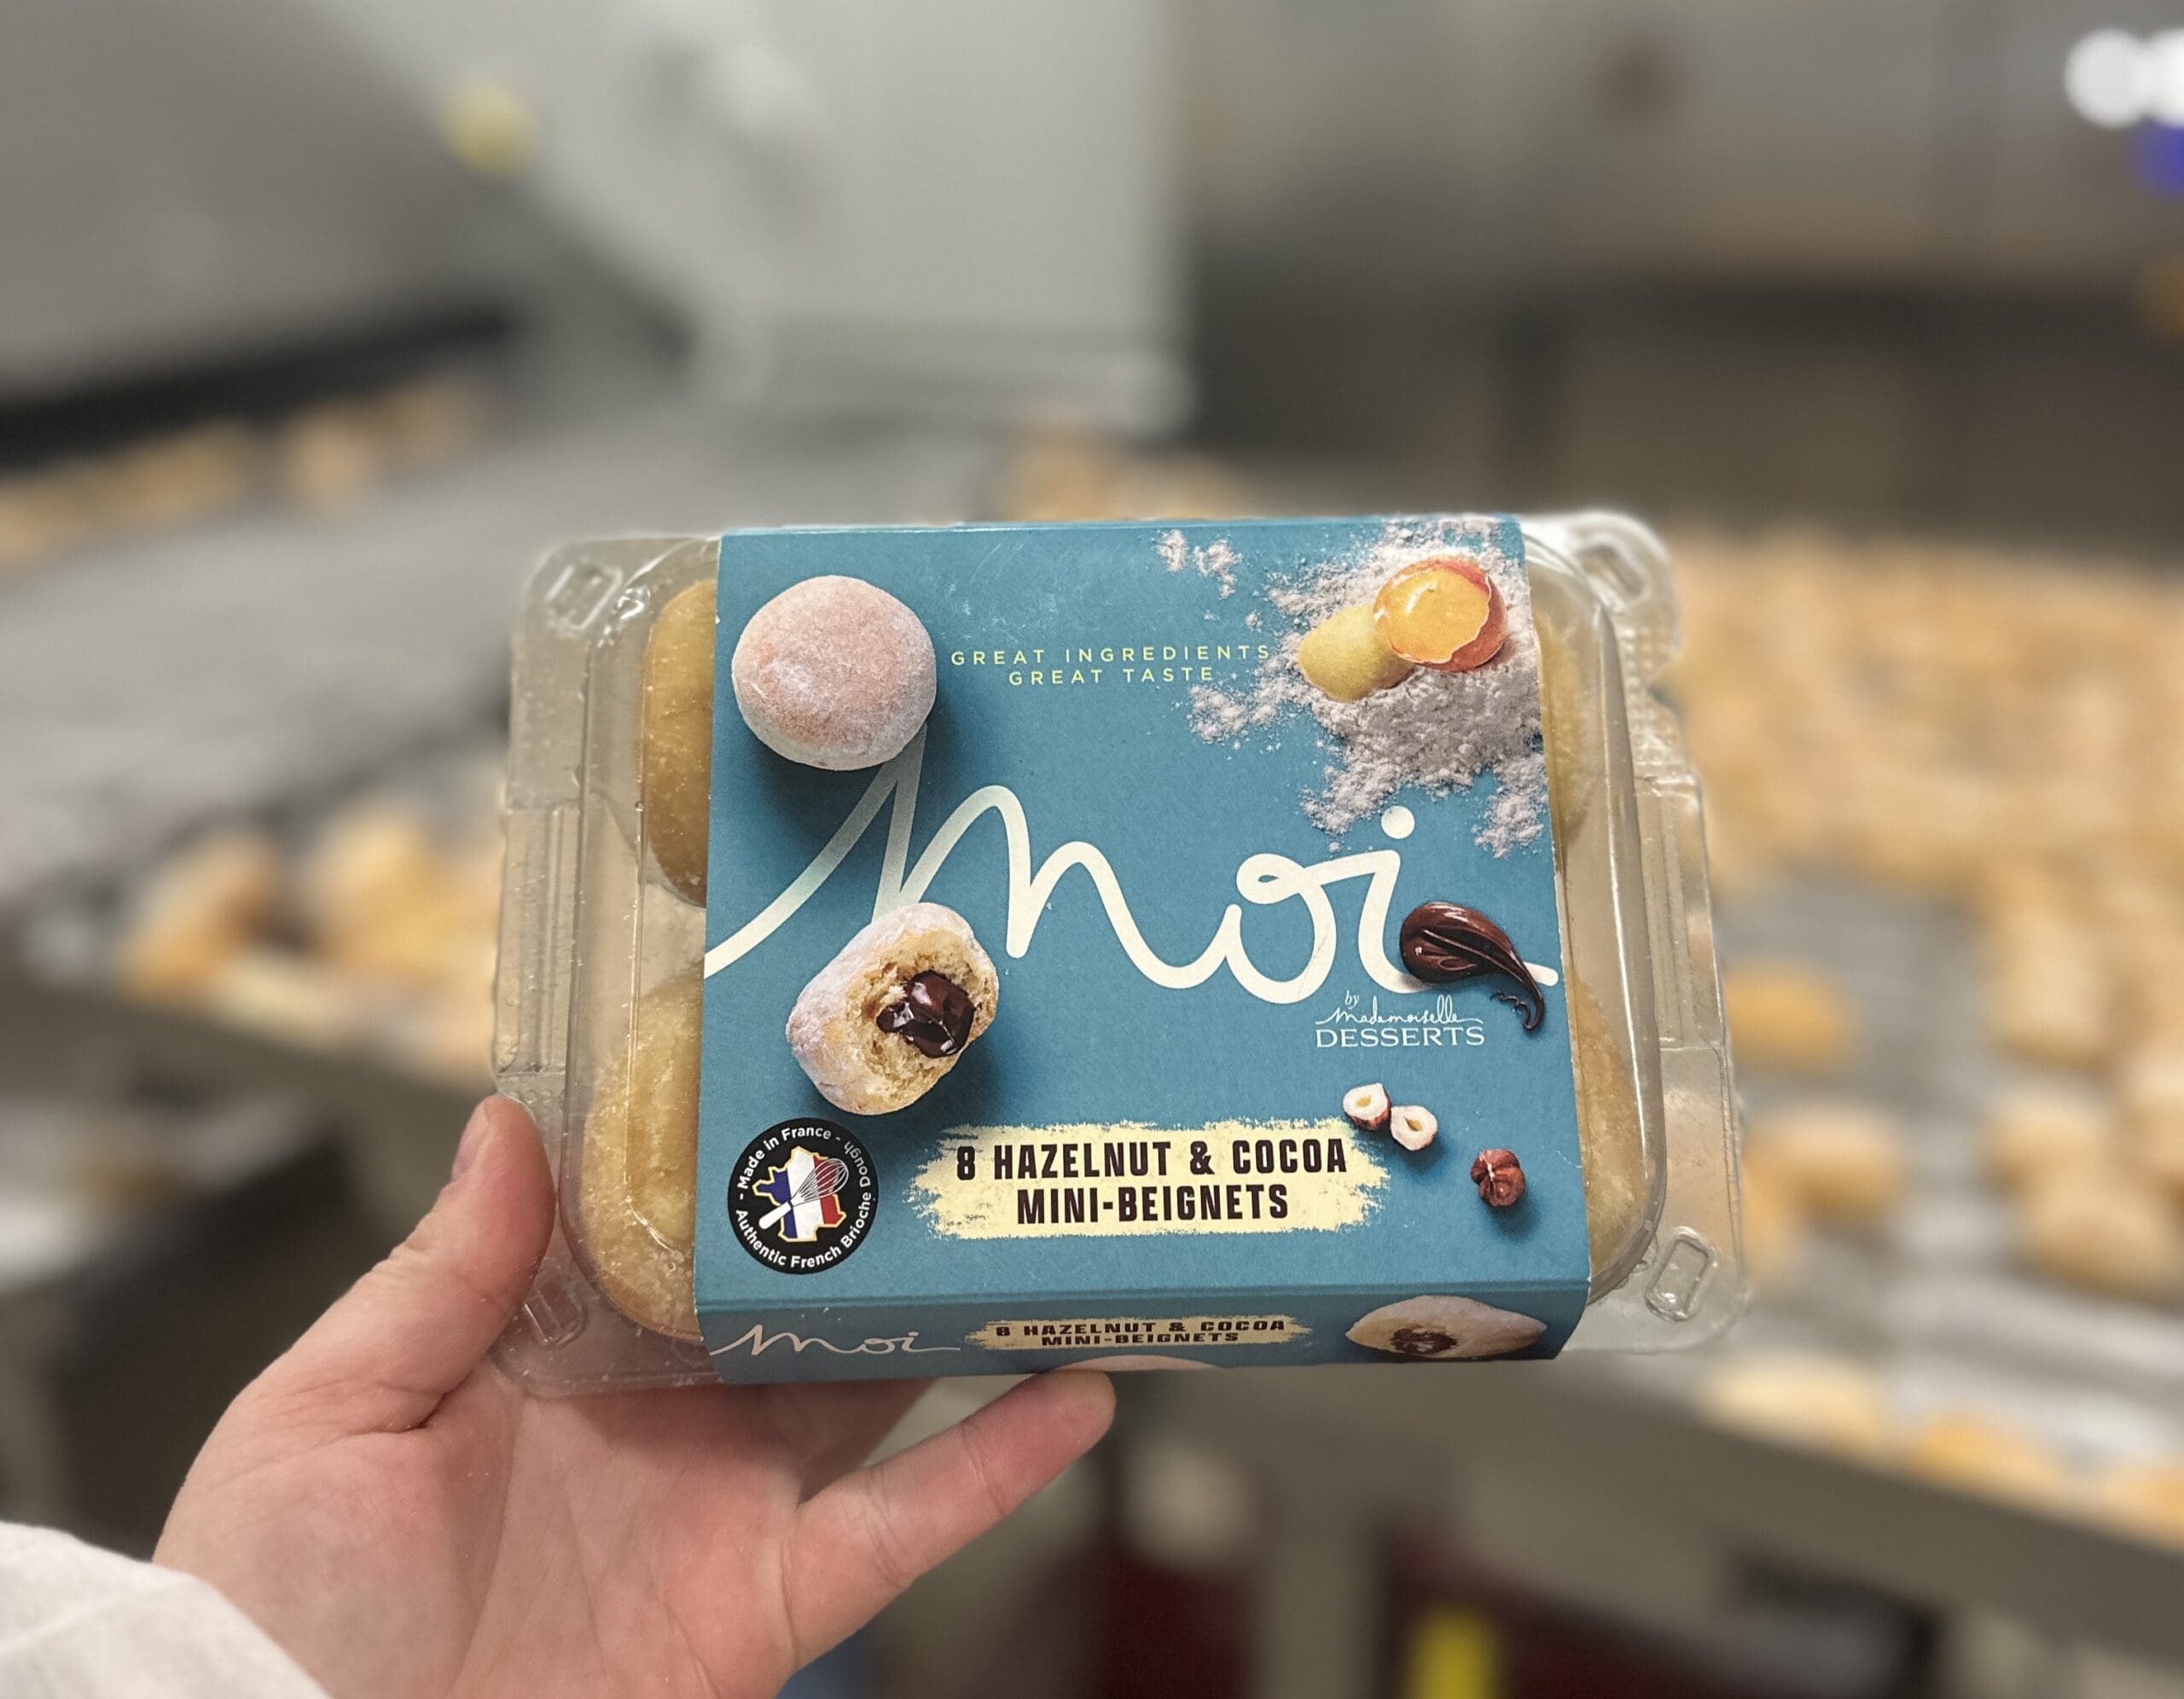 GREAT INGREDIENTS
GREAT TASTE
Moi
by
Mademoiselle
DESSERTS
8 HAZELNUT & COCOA
MINI-BEIGNETS
- Made in France -
Authentic French Brioche Dough
moi
8 HAZELNUT & COCOA
MINI-BEIGNETS